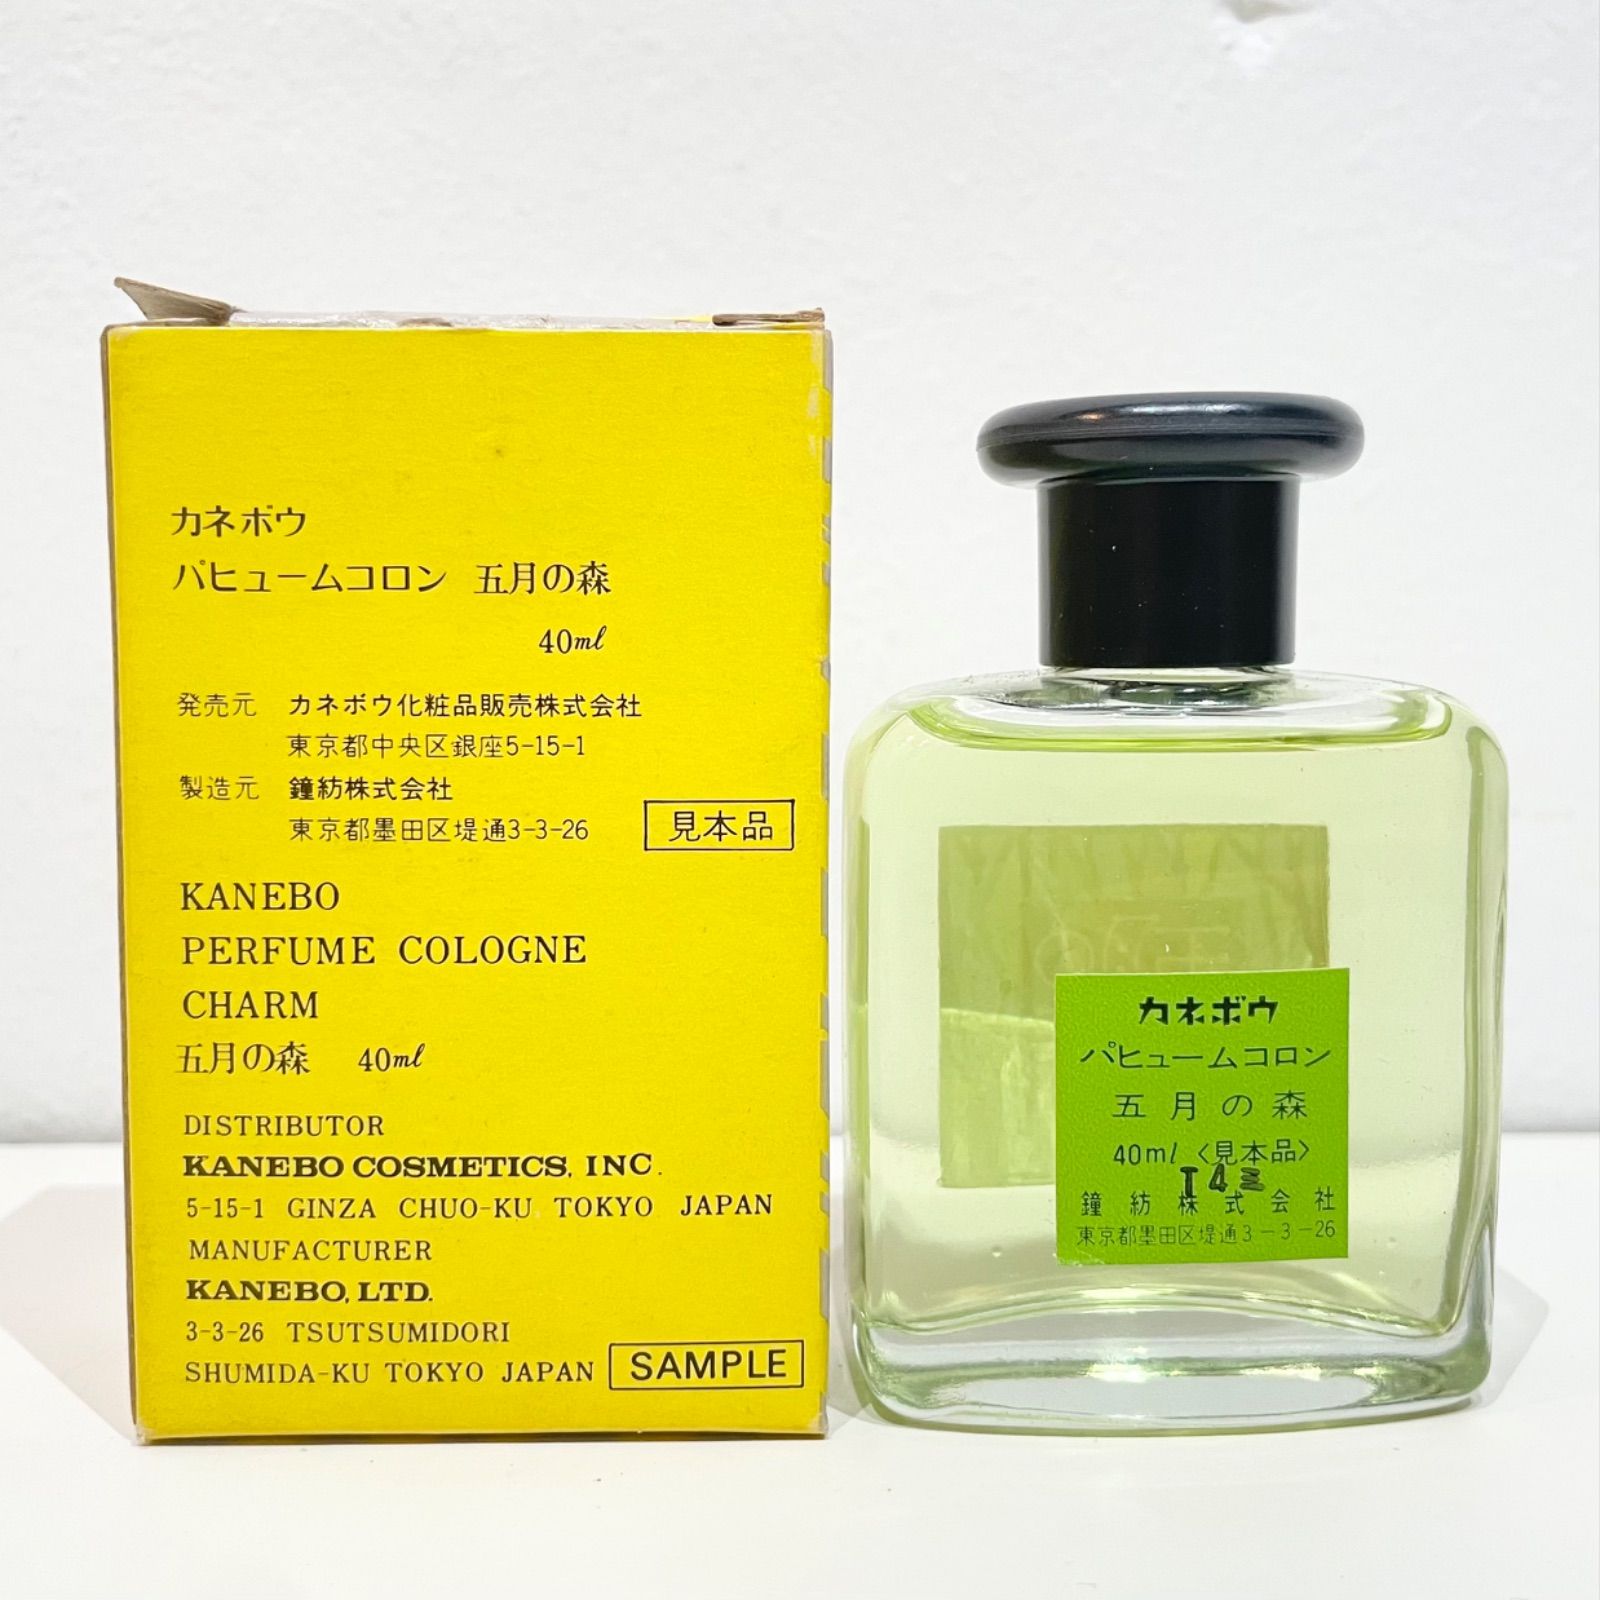 カネボウ
パヒュームコロン 五月の森
40ml
発売元 カネボウ化粧品販売株式会社
東京都中央区銀座5-15-1
製造元 鐘紡株式会社
東京都墨田区堤通3-3-26
見本品
KANEBO
PERFUME COLOGNE
CHARM
五月の森 40ml
DISTRIBUTOR
KANEBO COSMETICS, INC.
5-15-1 GINZA CHUO-KU TOKYO JAPAN
MANUFACTURER
KANEBO, LTD.
3-3-26 TSUTSUMIDORI
SHUMIDA-KU TOKYO JAPAN
SAMPLE
カネボウ
パヒュームコロン
五月の森
40ml 〈見本品〉
鐘紡株式会社
東京都墨田区堤通3-3-26